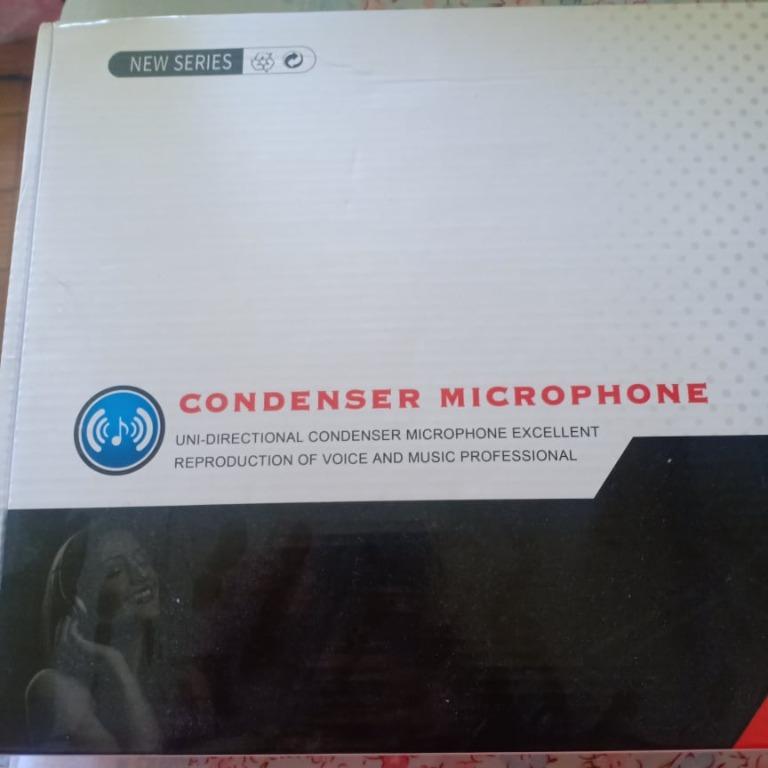 NEW SERIES
CONDENSER MICROPHONE
UNI-DIRECTIONAL CONDENSER MICROPHONE EXCELLENT
REPRODUCTION OF VOICE AND MUSIC PROFESSIONAL